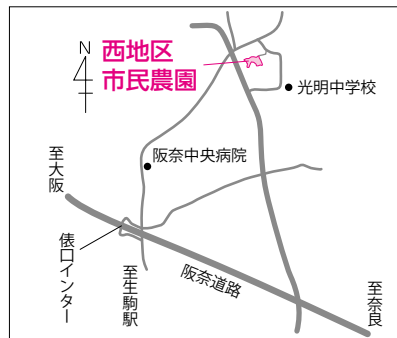 N
西地区
市民農園
光明中学校
阪奈中央病院
至大阪
俵口インター
至生駒駅
阪奈道路
至奈良